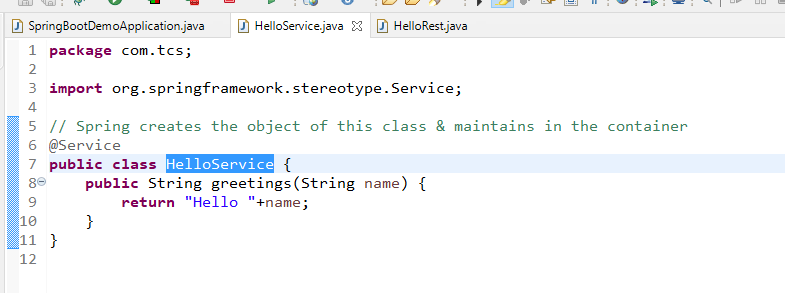 SpringBootDemoApplication.java HelloService.java HelloRest.java
1 package com.tcs;
2
3 import org.springframework.stereotype.Service;
4
5 // Spring creates the object of this class & maintains in the container
6 @Service
7 public class HelloService {
8 public String greetings(String name) {
9 return "Hello "+name;
10 }
11 }
12